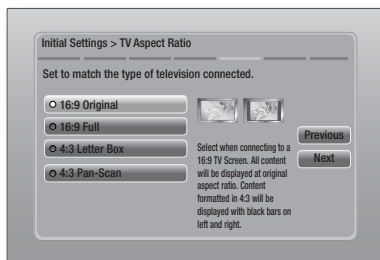 Initial Settings > TV Aspect Ratio
Set to match the type of television connected.
16:9 Original
16:9 Full
4:3 Letter Box
4:3 Pan-Scan
Select when connecting to a
16:9 TV Screen. All content
will be displayed at original
aspect ratio. Content
formatted in 4:3 will be
displayed with black bars on
left and right.
Previous
Next